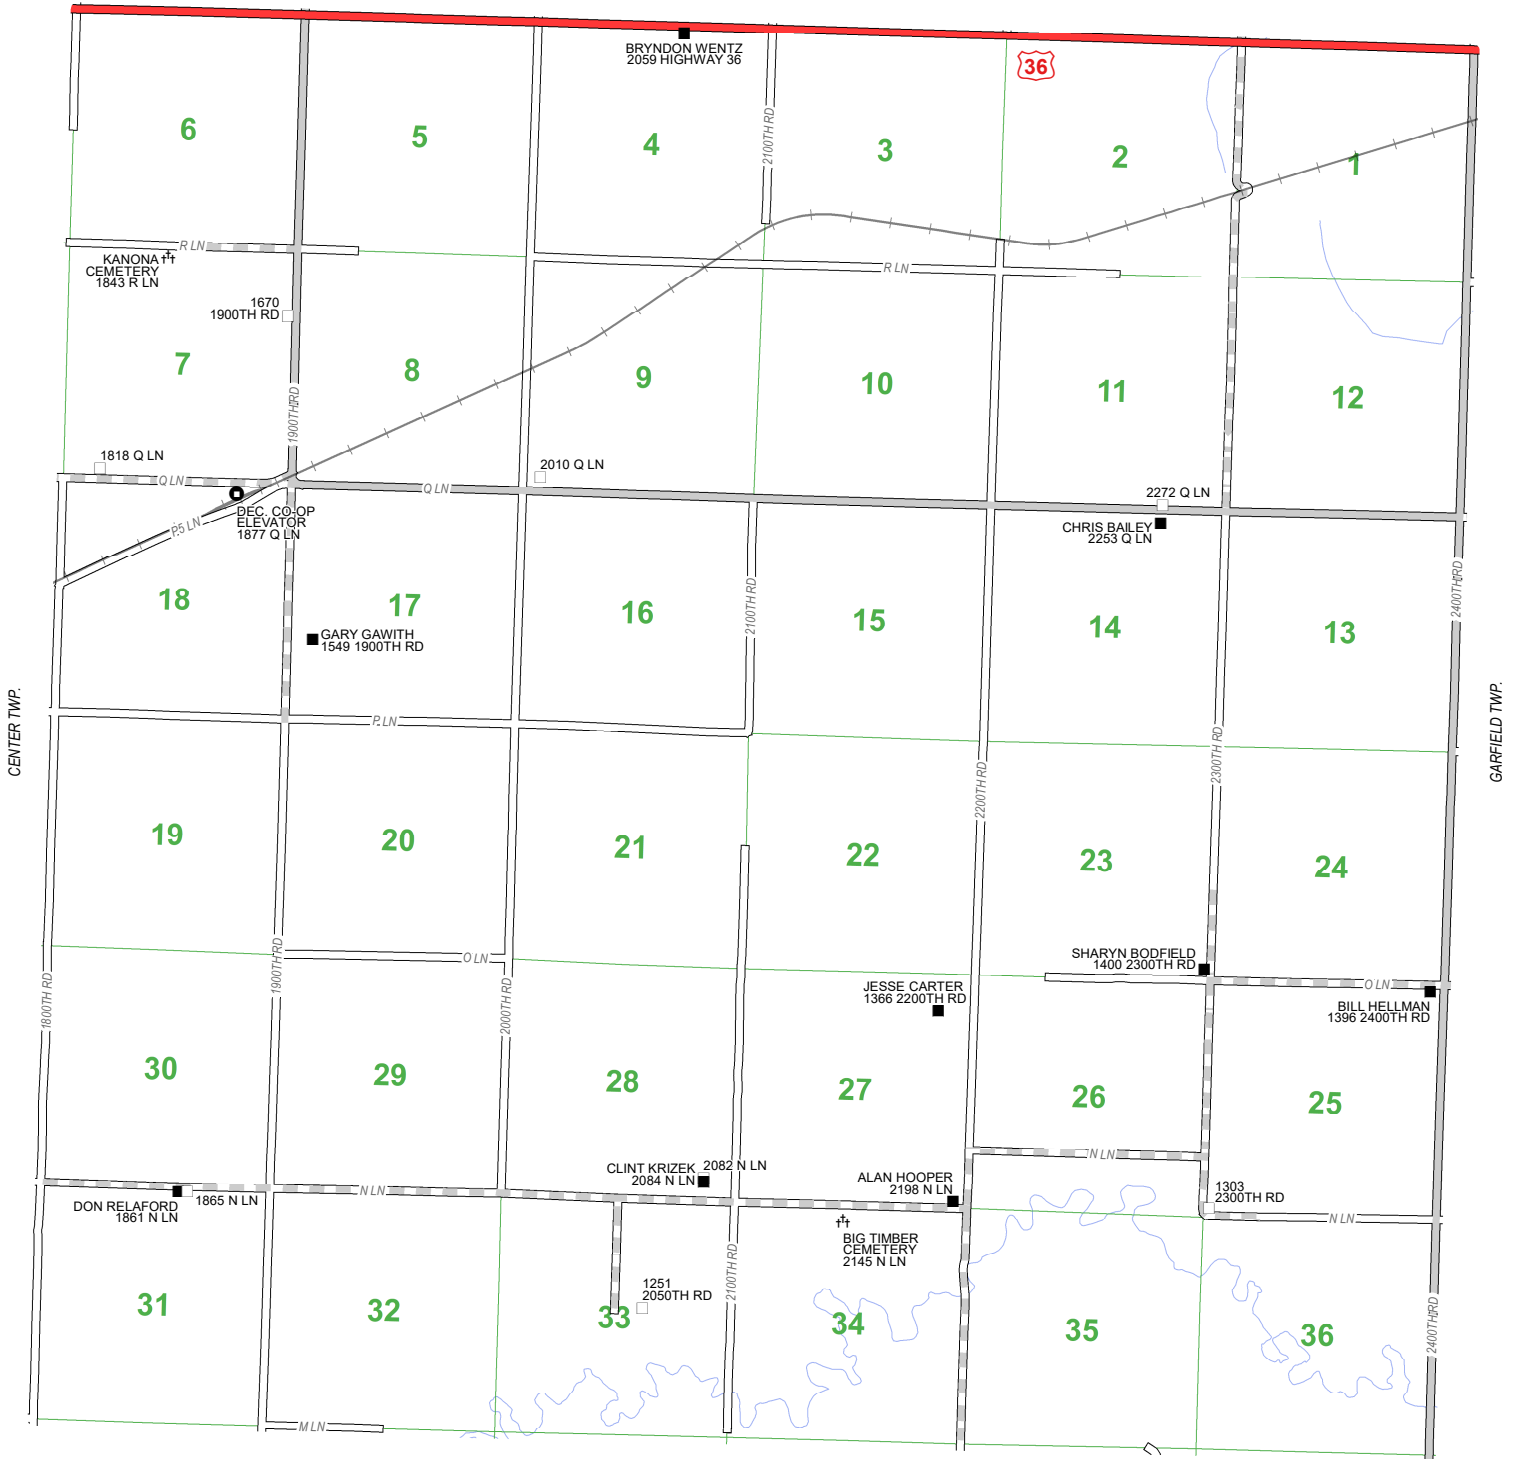 BRYNDON WENTZ
2059 HIGHWAY 36
36
6
5
4
2100TH RD
3
2
1
R LN
KANONA
CEMETERY
1843 R LN
R LN
1670
1900TH RD
7
8
9
10
11
12
1900TH RD
1818 Q LN
Q LN
Q LN
2010 Q LN
2272 Q LN
CHRIS BAILEY
2253 Q LN
DEC. CO-OP
ELEVATOR
1877 Q LN
P.5 LN
18
17
16
2100TH RD
15
14
13
2400TH RD
GARY GAWITH
1549 1900TH RD
CENTER TWP.
GARFIELD TWP.
P LN
2200TH RD
2300TH RD
19
20
21
22
23
24
1800TH RD
1900TH RD
O LN
2000TH RD
SHARYN BODFIELD
1400 2300TH RD
O LN
JESSE CARTER
1366 2200TH RD
BILL HELLMAN
1396 2400TH RD
30
29
28
27
26
25
N LN
CLINT KRIZEK
2084 N LN
2082 N LN
ALAN HOOPER
2198 N LN
DON RELAFORD
1861 N LN
1865 N LN
N LN
1303
2300TH RD
N LN
BIG TIMBER
CEMETERY
2145 N LN
2100TH RD
1251
2050TH RD
31
32
33
34
35
36
2400TH RD
M LN